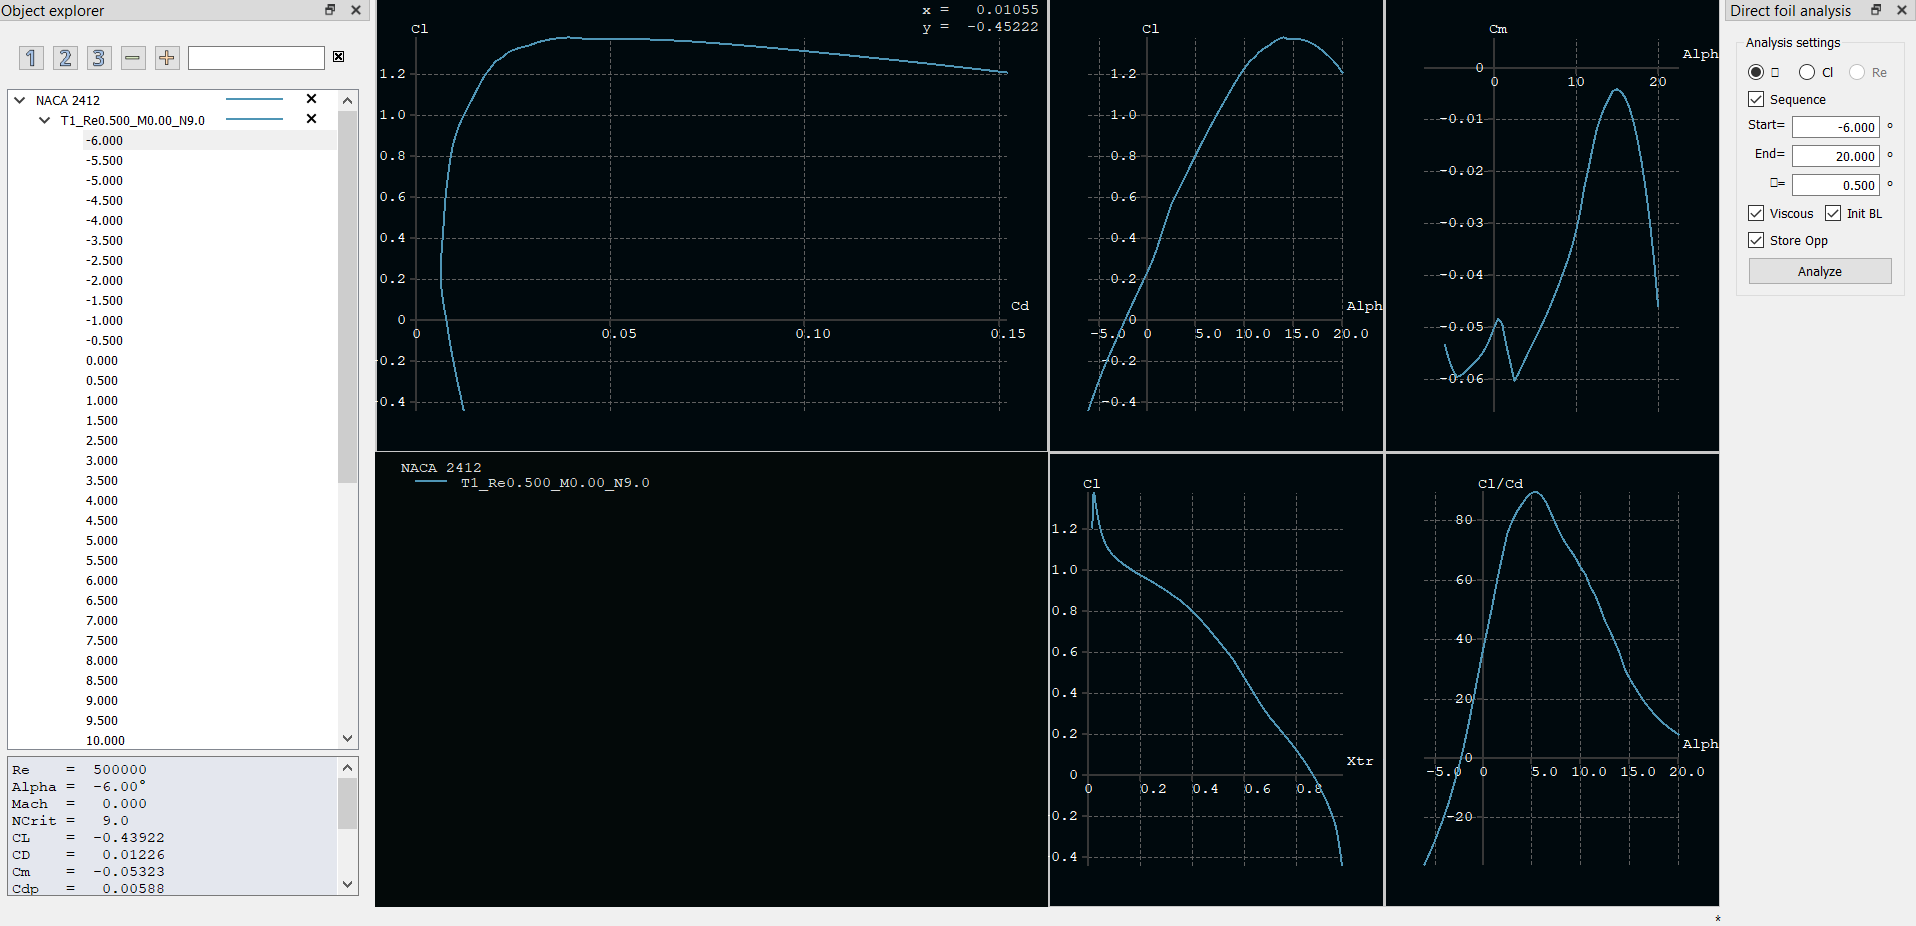 Object explorer
1 2 3
NACA 2412
T1_Re0.500_M0.00_N9.0
-6.000
-5.500
-5.000
-4.500
-4.000
-3.500
-2.500
-2.000
-1.500
-1.000
-0.500
0.000
0.500
1.000
1.500
2.500
3.000
3.500
4.000
4.500
5.000
5.500
6.000
6.500
7.000
7.500
8.000
8.500
9.000
9.500
10.000
Re = 500000
Alpha = -6.00°
Mach = 0.000
NCrit = 9.0
CL = -0.43922
CD = 0.01226
Cm = -0.05323
Cdp = 0.00588
x = 0.01055
y = -0.45222
Cl
1.2
1.0
0.8
0.6
0.4
0.2
0
-0.2
-0.4
0 0.05 0.10 0.15
Cd
Cl
1.2
1.0
0.8
0.6
0.4
0.2
0
-0.2
-0.4
-5.0 0 5.0 10.0 15.0 20.0
Alph
Cm
Alph
0
0 10 20
-0.01
-0.02
-0.03
-0.04
-0.05
-0.06
NACA 2412
T1_Re0.500_M0.00_N9.0
Cl
1.2
1.0
0.8
0.6
0.4
0.2
0
0.2
0.4
0 0.2 0.4 0.6 0.8
Xtr
Cl/Cd
80
60
40
20
0
-20
-5.0 0 5.0 10.0 15.0 20.0
Alph
Direct foil analysis
Analysis settings
Cl Re
Sequence
Start= -6.000 °
End= 20.000 °
= 0.500 °
Viscous Init BL
Store Opp
Analyze
*